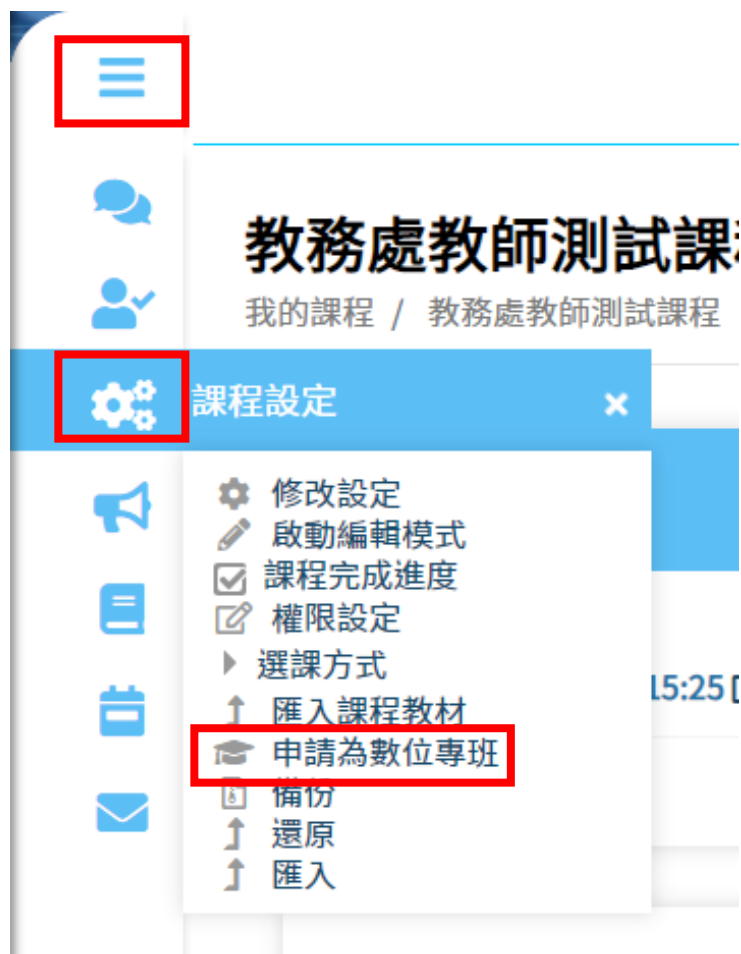 教務處教師測試課
我的課程 / 教務處教師測試課程
課程設定 ×
修改設定
啟動編輯模式
課程完成進度
權限設定
選課方式
15:25
匯入課程教材
申請為數位專班
備份
還原
匯入